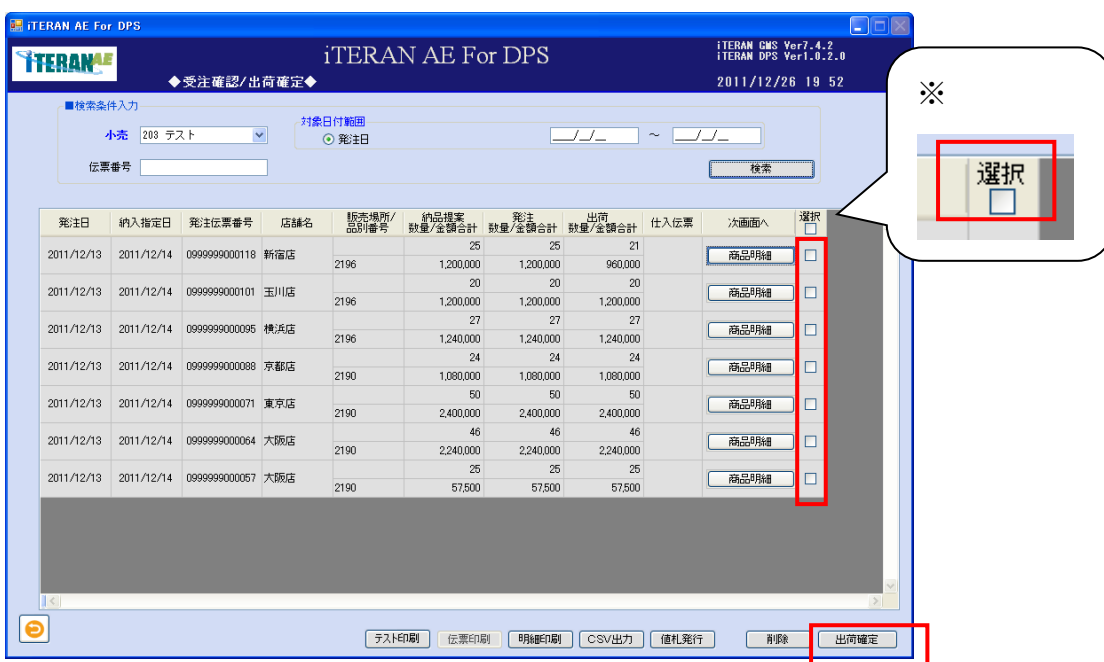 iTERAN AE For DPS
iTERAN AE
iTERAN AE For DPS
iTERAN GMS Ver7.4.2
iTERAN DPS Ver1.0.2.0
◆受注確認/出荷確定◆
2011/12/26 19 52
■検索条件入力
小売 203 テスト
対象日付範囲
発注日 __/_/_ ～ __/_/_
伝票番号
検索
発注日 納入指定日 発注伝票番号 店舗名 販売場所/品別番号 納品提案数量/金額合計 発注数量/金額合計 出荷数量/金額合計 仕入伝票 次画面へ 選択
2011/12/13 2011/12/14 0999999000118 新宿店 25 25 21 商品明細
2196 1,200,000 1,200,000 960,000
2011/12/13 2011/12/14 0999999000101 玉川店 20 20 20 商品明細
2196 1,200,000 1,200,000 1,200,000
2011/12/13 2011/12/14 0999999000095 横浜店 27 27 27 商品明細
2196 1,240,000 1,240,000 1,240,000
2011/12/13 2011/12/14 0999999000088 京都店 24 24 24 商品明細
2190 1,080,000 1,080,000 1,080,000
2011/12/13 2011/12/14 0999999000071 東京店 50 50 50 商品明細
2190 2,400,000 2,400,000 2,400,000
2011/12/13 2011/12/14 0999999000064 大阪店 46 46 46 商品明細
2190 2,240,000 2,240,000 2,240,000
2011/12/13 2011/12/14 0999999000057 大阪店 25 25 25 商品明細
2190 57,500 57,500 57,500
テスト印刷 伝票印刷 明細印刷 CSV出力 値札発行 削除 出荷確定
※
選択